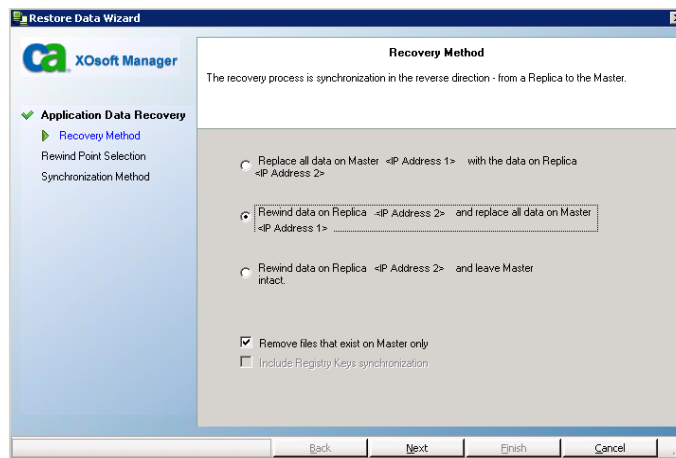 Restore Data Wizard
ca XOsoft Manager
Application Data Recovery
Recovery Method
Rewind Point Selection
Synchronization Method
Recovery Method
The recovery process is synchronization in the reverse direction - from a Replica to the Master.
Replace all data on Master <IP Address 1> with the data on Replica
<IP Address 2>
Rewind data on Replica <IP Address 2> and replace all data on Master
<IP Address 1>
Rewind data on Replica <IP Address 2> and leave Master
intact.
Remove files that exist on Master only
Include Registry Keys synchronization
Back Next Finish Cancel